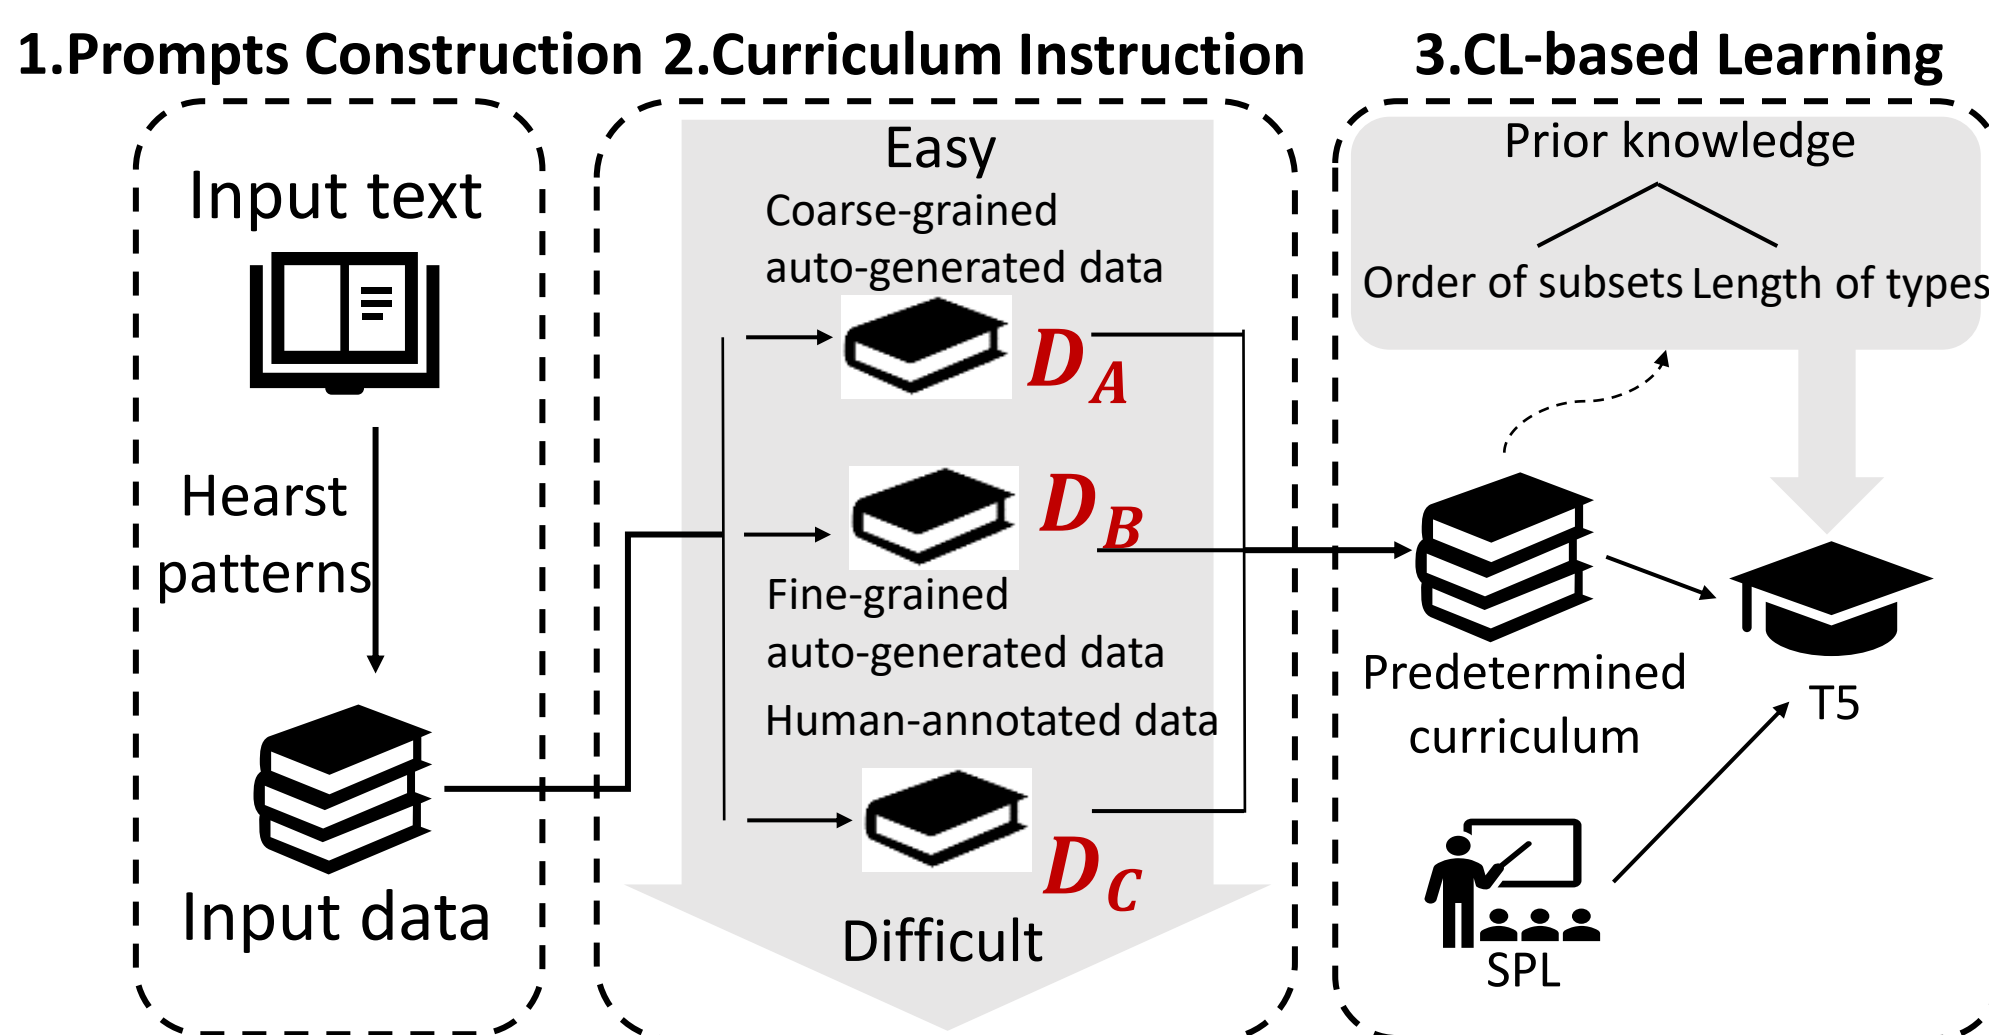 1.Prompts Construction
Input text
Hearst
patterns
Input data
2.Curriculum Instruction
Easy
Coarse-grained
auto-generated data
D_A
D_B
Fine-grained
auto-generated data
Human-annotated data
D_C
Difficult
3.CL-based Learning
Prior knowledge
Order of subsets
Length of types
Predetermined
curriculum
T5
SPL